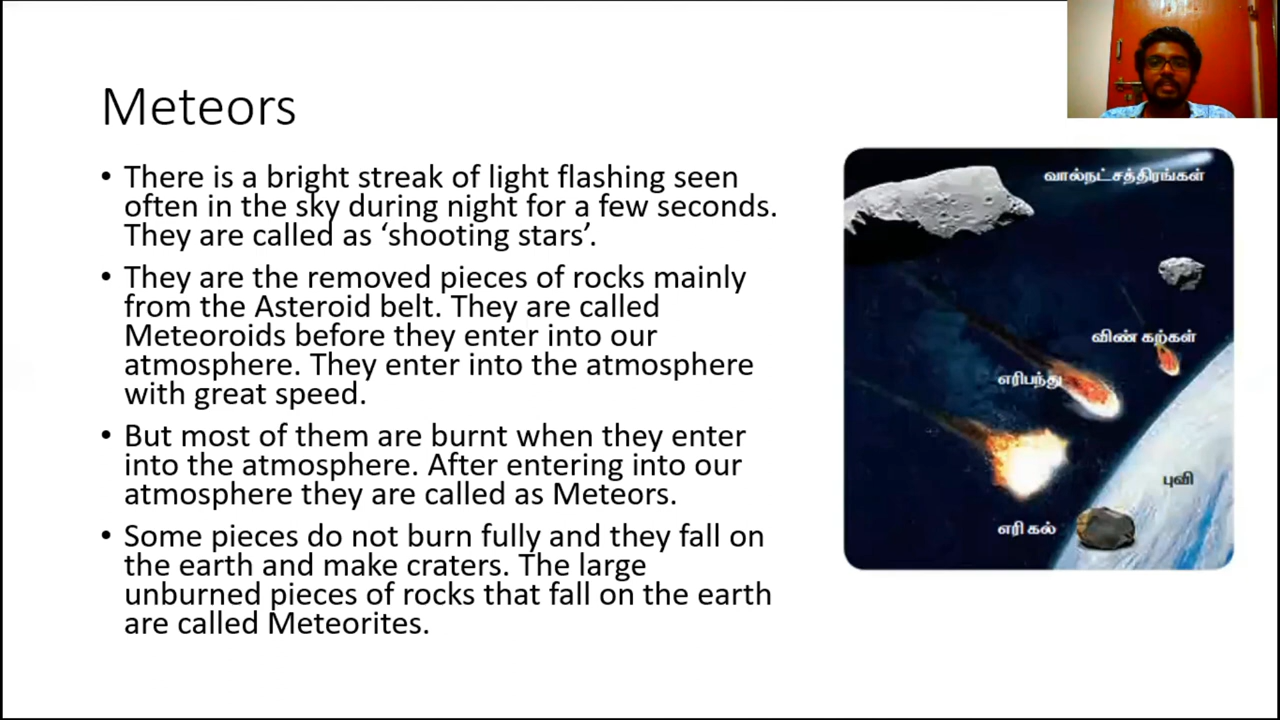 Meteors
• There is a bright streak of light flashing seen
often in the sky during night for a few seconds.
They are called as ‘shooting stars’.
• They are the removed pieces of rocks mainly
from the Asteroid belt. They are called
Meteoroids before they enter into our
atmosphere. They enter into the atmosphere
with great speed.
• But most of them are burnt when they enter
into the atmosphere. After entering into our
atmosphere they are called as Meteors.
• Some pieces do not burn fully and they fall on
the earth and make craters. The large
unburned pieces of rocks that fall on the earth
are called Meteorites.
வால்நட்சத்திரங்கள்
விண் கற்கள்
எரிபந்து
புவி
எரி கல்